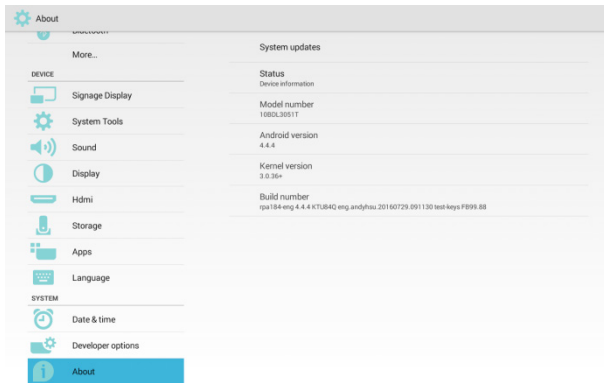 About
Bluetooth
More...
DEVICE
Signage Display
System Tools
Sound
Display
Hdmi
Storage
Apps
Language
SYSTEM
Date & time
Developer options
About
System updates
Status
Device information
Model number
10BDL3051T
Android version
4.4.4
Kernel version
3.0.36+
Build number
rpa184-eng 4.4.4 KTU84Q eng.andyhsu.20160729.091130 test-keys FB99.88